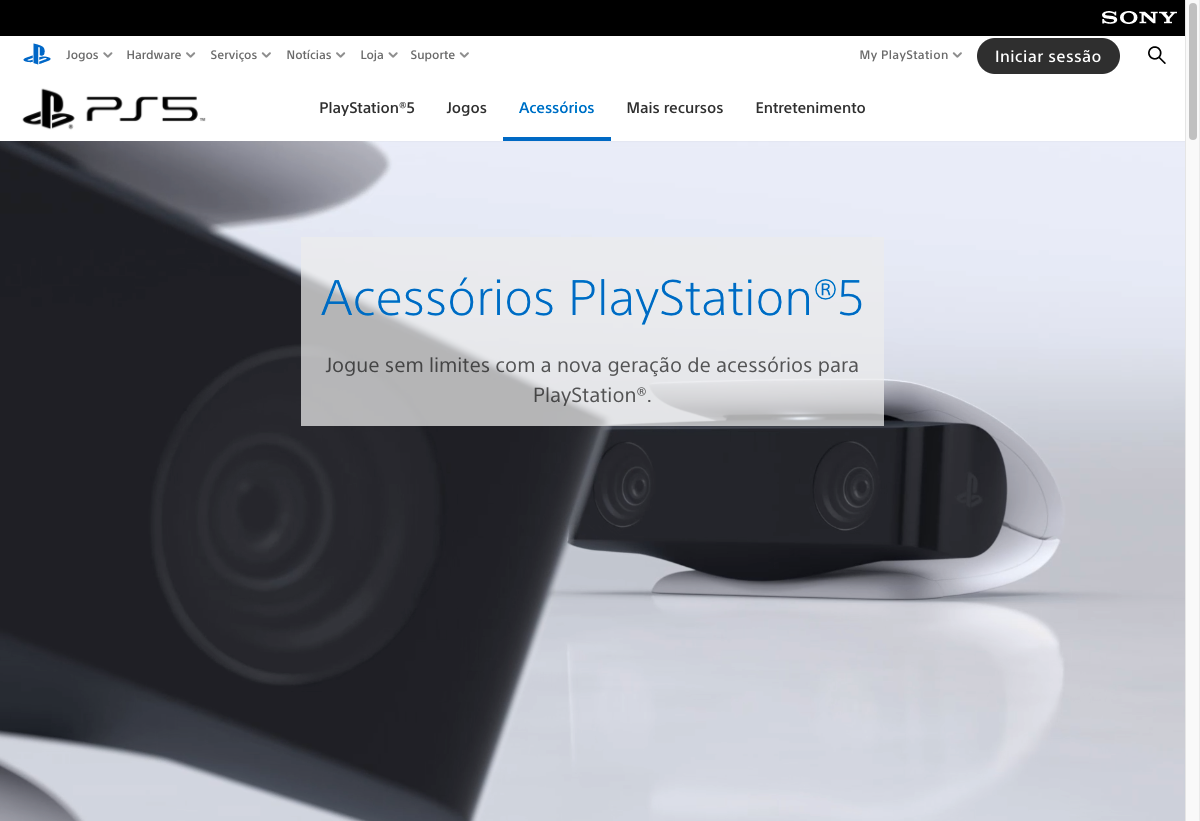 SONY
Jogos Hardware Serviços Notícias Loja Suporte My PlayStation Iniciar sessão
PS5™ PlayStation®5 Jogos Acessórios Mais recursos Entretenimento
Acessórios PlayStation®5
Jogue sem limites com a nova geração de acessórios para
PlayStation®.